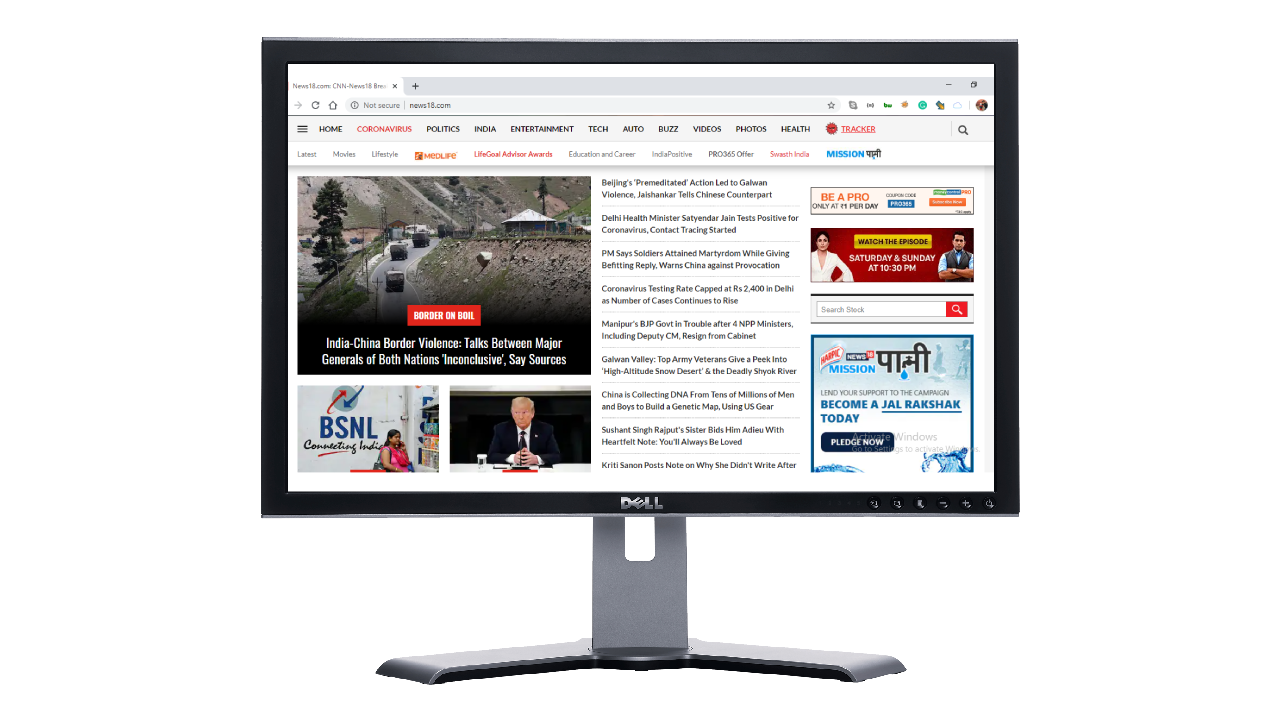 News18.com: CNN-News18 Brea
Not secure news18.com
HOME CORONAVIRUS POLITICS INDIA ENTERTAINMENT TECH AUTO BUZZ VIDEOS PHOTOS HEALTH TRACKER
Latest Movies Lifestyle MEDLIFE LifeGoal Advisor Awards Education and Career IndiaPositive PRO365 Offer Swasth India MISSION पानी
BORDER ON BOIL
India-China Border Violence: Talks Between Major
Generals of Both Nations 'Inconclusive', Say Sources
BSNL
Connecting India
Beijing's 'Premeditated' Action Led to Galwan
Violence, Jaishankar Tells Chinese Counterpart
Delhi Health Minister Satyendar Jain Tests Positive for
Coronavirus, Contact Tracing Started
PM Says Soldiers Attained Martyrdom While Giving
Befitting Reply, Warns China against Provocation
Coronavirus Testing Rate Capped at Rs 2,400 in Delhi
as Number of Cases Continues to Rise
Manipur's BJP Govt in Trouble after 4 NPP Ministers,
Including Deputy CM, Resign from Cabinet
Galwan Valley: Top Army Veterans Give a Peek Into
'High-Altitude Snow Desert' & the Deadly Shyok River
China is Collecting DNA From Tens of Millions of Men
and Boys to Build a Genetic Map, Using US Gear
Sushant Singh Rajput's Sister Bids Him Adieu With
Heartfelt Note: You'll Always Be Loved
Kriti Sanon Posts Note on Why She Didn't Write After
BE A PRO
ONLY AT ₹1 PER DAY
COUPON CODE
PRO365
moneycontrol PRO
Subscribe Now
WATCH THE EPISODE
SATURDAY & SUNDAY
AT 10:30 PM
Search Stock
HARPIC NEWS18
MISSION पानी
LEND YOUR SUPPORT TO THE CAMPAIGN
BECOME A JAL RAKSHAK
TODAY
PLEDGE NOW
Activate Windows
Go to Settings to activate Windows.
DELL